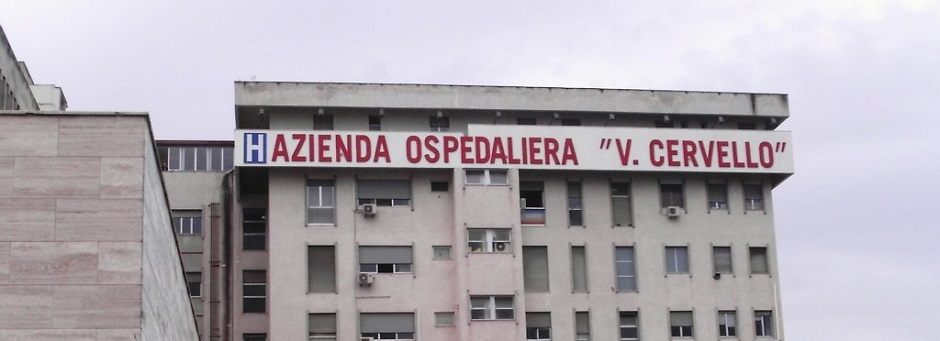 H AZIENDA OSPEDALIERA "V. CERVELLO"